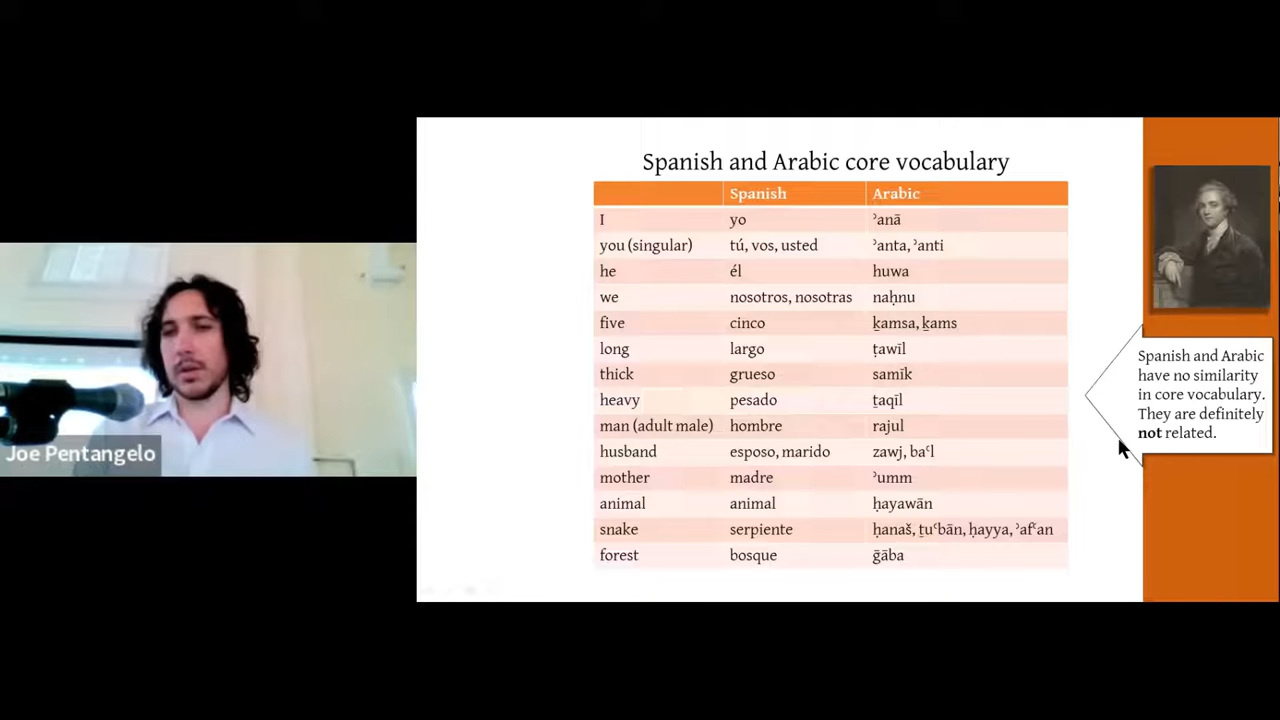 Spanish and Arabic core vocabulary
Spanish Arabic
I yo ʾanā
you (singular) tú, vos, usted ʾanta, ʾanti
he él huwa
we nosotros, nosotras naḥnu
five cinco ḵamsa, ḵams
long largo ṭawīl
thick grueso samīk
heavy pesado ṯaqīl
man (adult male) hombre rajul
husband esposo, marido zawj, baʿl
mother madre ʾumm
animal animal ḥayawān
snake serpiente ḥanaš, ṯuʿbān, ḥayya, ʾafʿan
forest bosque ḡāba
Spanish and Arabic
have no similarity
in core vocabulary.
They are definitely
not related.
Joe Pentangelo